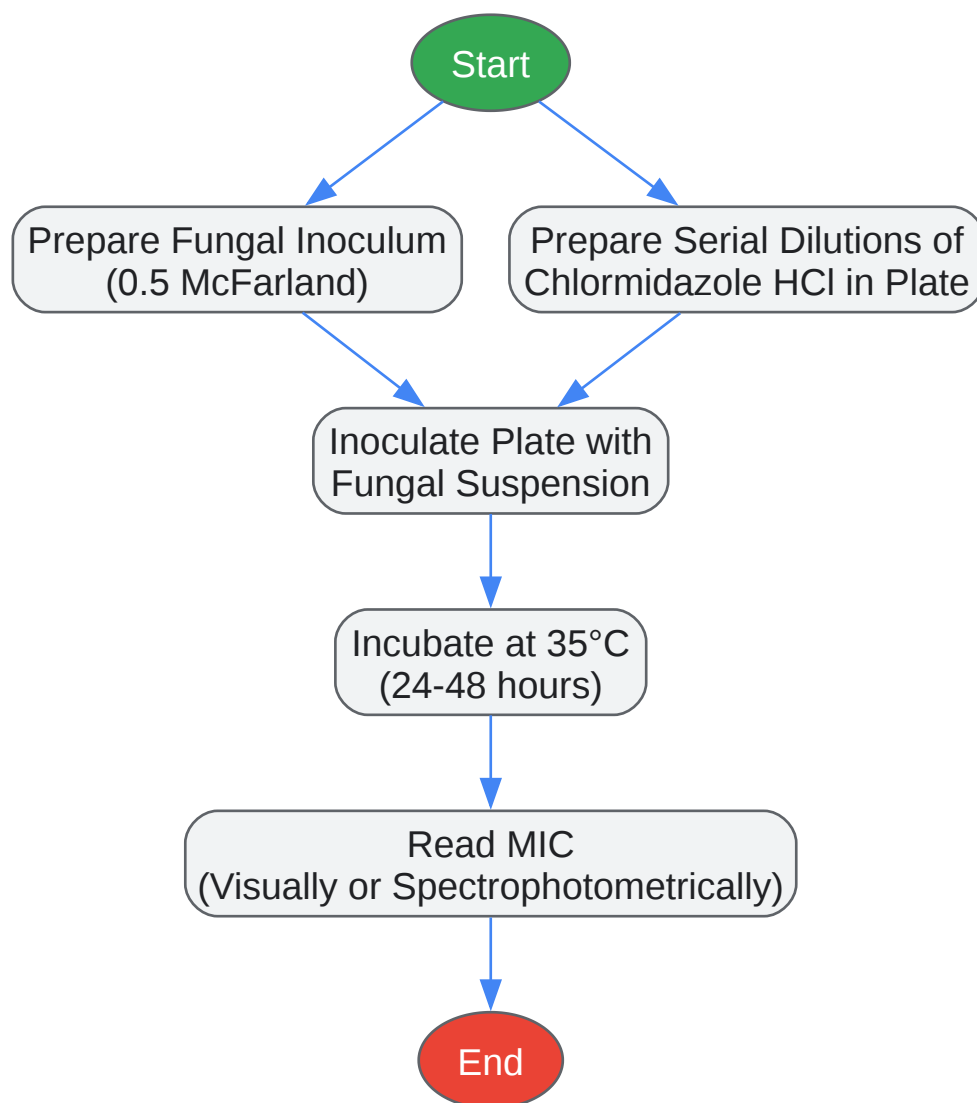 Start
Prepare Fungal Inoculum
(0.5 McFarland)
Prepare Serial Dilutions of
Chlormidazole HCl in Plate
Inoculate Plate with
Fungal Suspension
Incubate at 35°C
(24-48 hours)
Read MIC
(Visually or Spectrophotometrically)
End